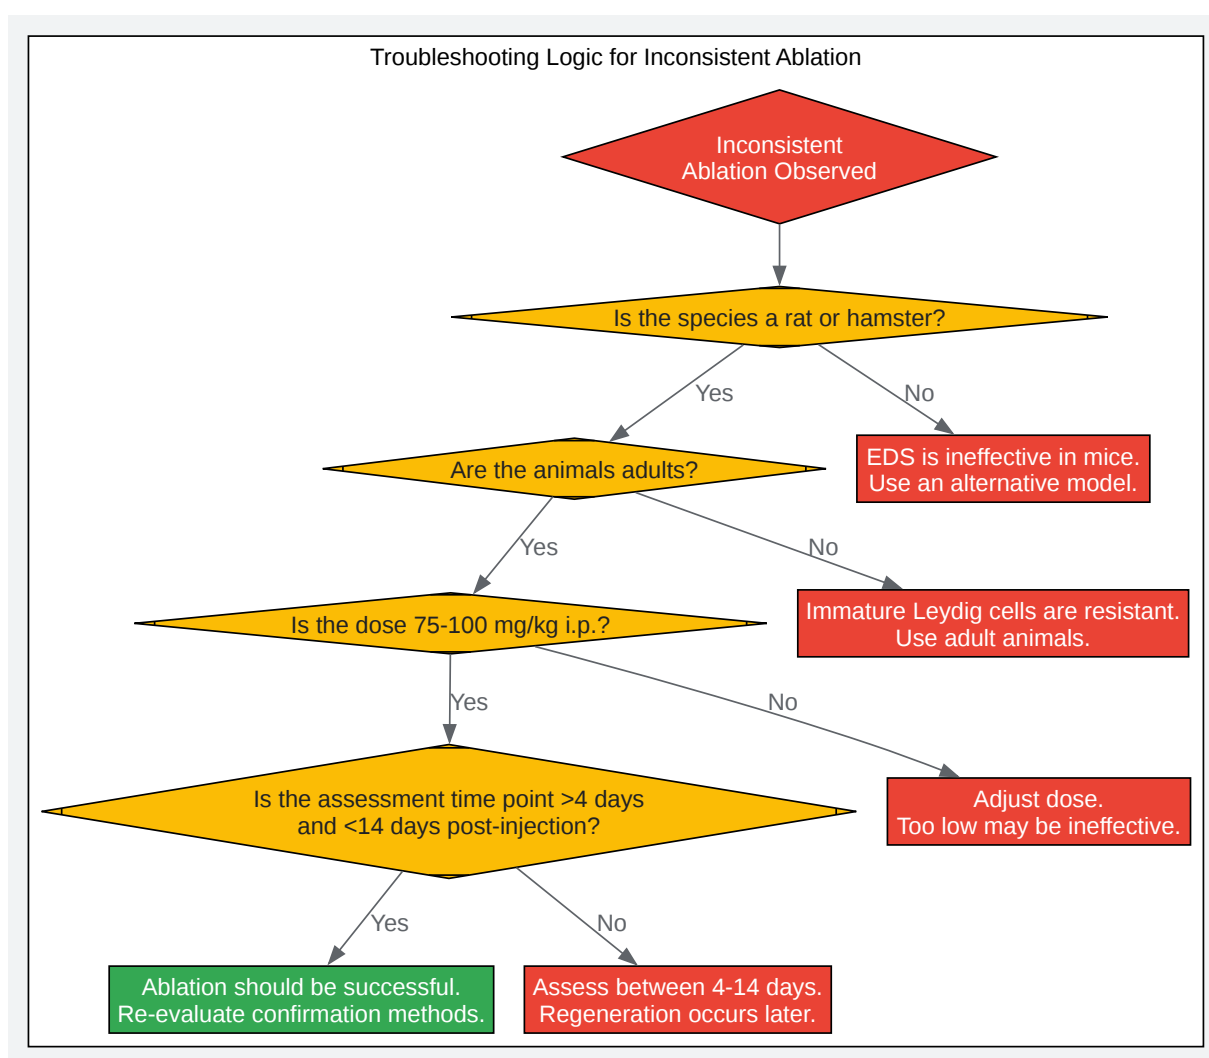 Troubleshooting Logic for Inconsistent Ablation
Inconsistent
Ablation Observed
Is the species a rat or hamster?
Yes
No
Are the animals adults?
EDS is ineffective in mice.
Use an alternative model.
Yes
No
Is the dose 75-100 mg/kg i.p.?
Immature Leydig cells are resistant.
Use adult animals.
Yes
No
Is the assessment time point >4 days
and <14 days post-injection?
Adjust dose.
Too low may be ineffective.
Yes
No
Ablation should be successful.
Re-evaluate confirmation methods.
Assess between 4-14 days.
Regeneration occurs later.